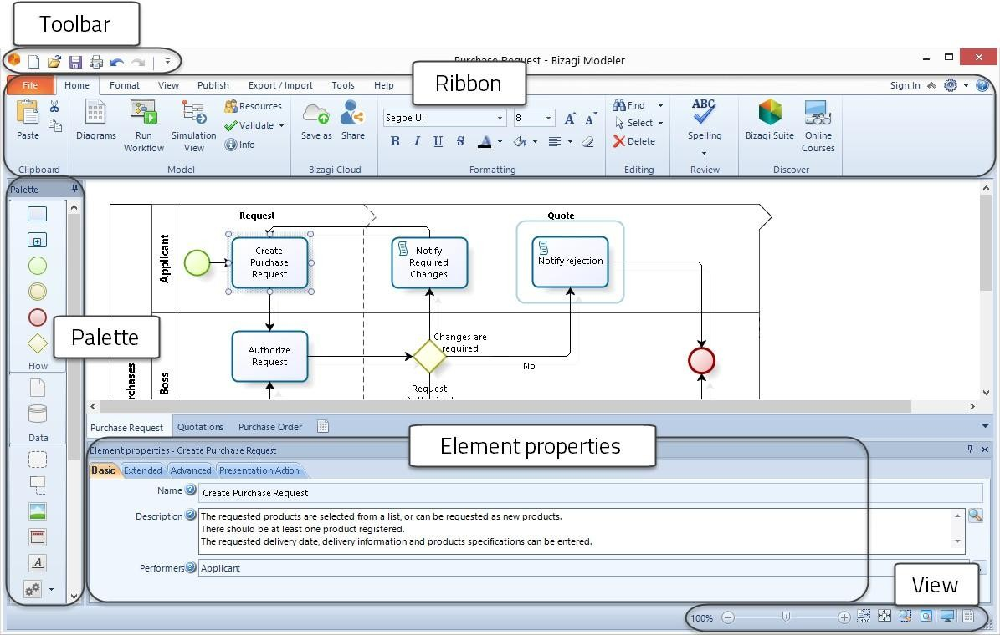 Toolbar
Purchase Request - Bizagi Modeler
Ribbon
File Home Format View Publish Export / Import Tools Help Sign In
Paste
Clipboard
Diagrams
Run
Workflow
Simulation
View
Resources
Validate
Info
Model
Save as
Share
Bizagi Cloud
Segoe UI 8 A A
B I U S A
Formatting
Find
Select
Delete
Editing
ABC
Spelling
Review
Bizagi Suite
Online
Courses
Discover
Palette
Palette
Flow
Data
A
Request
Quote
Applicant
Create
Purchase
Request
Notify
Required
Changes
Notify rejection
Boss
Authorize
Request
Changes are
required
No
Request
Purchase Request Quotations Purchase Order
Element properties
Element properties - Create Purchase Request
Basic Extended Advanced Presentation Action
Name Create Purchase Request
Description The requested products are selected from a list, or can be requested as new products.
There should be at least one product registered.
The requested delivery date, delivery information and products specifications can be entered.
Performers Applicant
View
100%